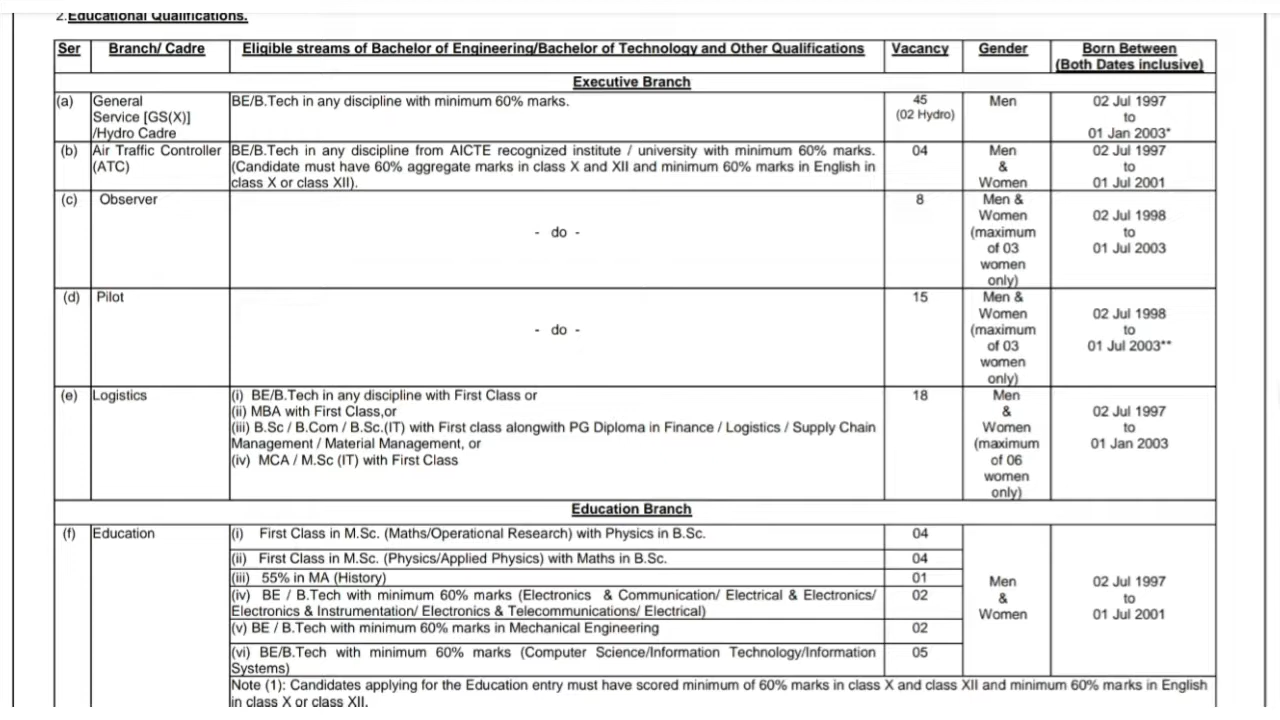 2.Educational Qualifications.
Ser Branch/ Cadre Eligible streams of Bachelor of Engineering/Bachelor of Technology and Other Qualifications Vacancy Gender Born Between
(Both Dates inclusive)
Executive Branch
(a) General Service [GS(X)] /Hydro Cadre BE/B.Tech in any discipline with minimum 60% marks. 45 (02 Hydro) Men 02 Jul 1997 to 01 Jan 2003*
(b) Air Traffic Controller (ATC) BE/B.Tech in any discipline from AICTE recognized institute / university with minimum 60% marks.
(Candidate must have 60% aggregate marks in class X and XII and minimum 60% marks in English in
class X or class XII). 04 Men & Women 02 Jul 1997 to 01 Jul 2001
(c) Observer - do - 8 Men & Women (maximum of 03 women only) 02 Jul 1998 to 01 Jul 2003
(d) Pilot - do - 15 Men & Women (maximum of 03 women only) 02 Jul 1998 to 01 Jul 2003**
(e) Logistics (i) BE/B.Tech in any discipline with First Class or
(ii) MBA with First Class,or
(iii) B.Sc / B.Com / B.Sc.(IT) with First class alongwith PG Diploma in Finance / Logistics / Supply Chain
Management / Material Management, or
(iv) MCA / M.Sc (IT) with First Class 18 Men & Women (maximum of 06 women only) 02 Jul 1997 to 01 Jan 2003
Education Branch
(f) Education (i) First Class in M.Sc. (Maths/Operational Research) with Physics in B.Sc. 04
(ii) First Class in M.Sc. (Physics/Applied Physics) with Maths in B.Sc. 04
(iii) 55% in MA (History) 01
(iv) BE / B.Tech with minimum 60% marks (Electronics & Communication/ Electrical & Electronics/
Electronics & Instrumentation/ Electronics & Telecommunications/ Electrical) 02
(v) BE / B.Tech with minimum 60% marks in Mechanical Engineering 02
(vi) BE/B.Tech with minimum 60% marks (Computer Science/Information Technology/Information
Systems) 05
Men & Women 02 Jul 1997 to 01 Jul 2001
Note (1): Candidates applying for the Education entry must have scored minimum of 60% marks in class X and class XII and minimum 60% marks in English
in class X or class XII.